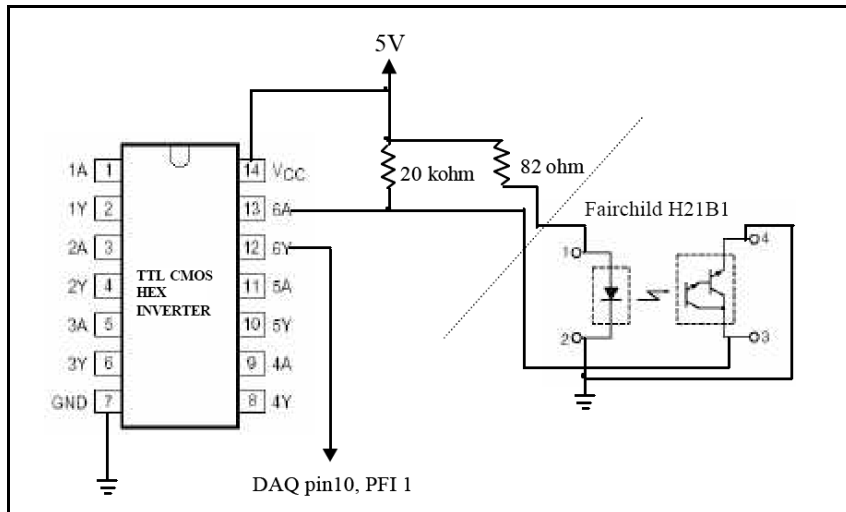 5V
1A 1
1Y 2
2A 3
2Y 4
3A 5
3Y 6
GND 7
14 VCC
13 6A
12 6Y
11 5A
10 5Y
9 4A
8 4Y
TTL CMOS
HEX
INVERTER
20 kohm
82 ohm
Fairchild H21B1
1
2
4
3
DAQ pin10, PFI 1